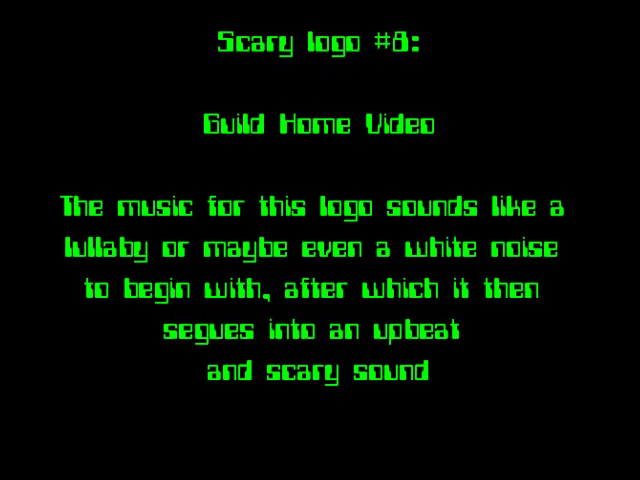 Scary logo #8:
Guild Home Video
The music for this logo sounds like a
lullaby or maybe even a white noise
to begin with, after which it then
segues into an upbeat
and scary sound